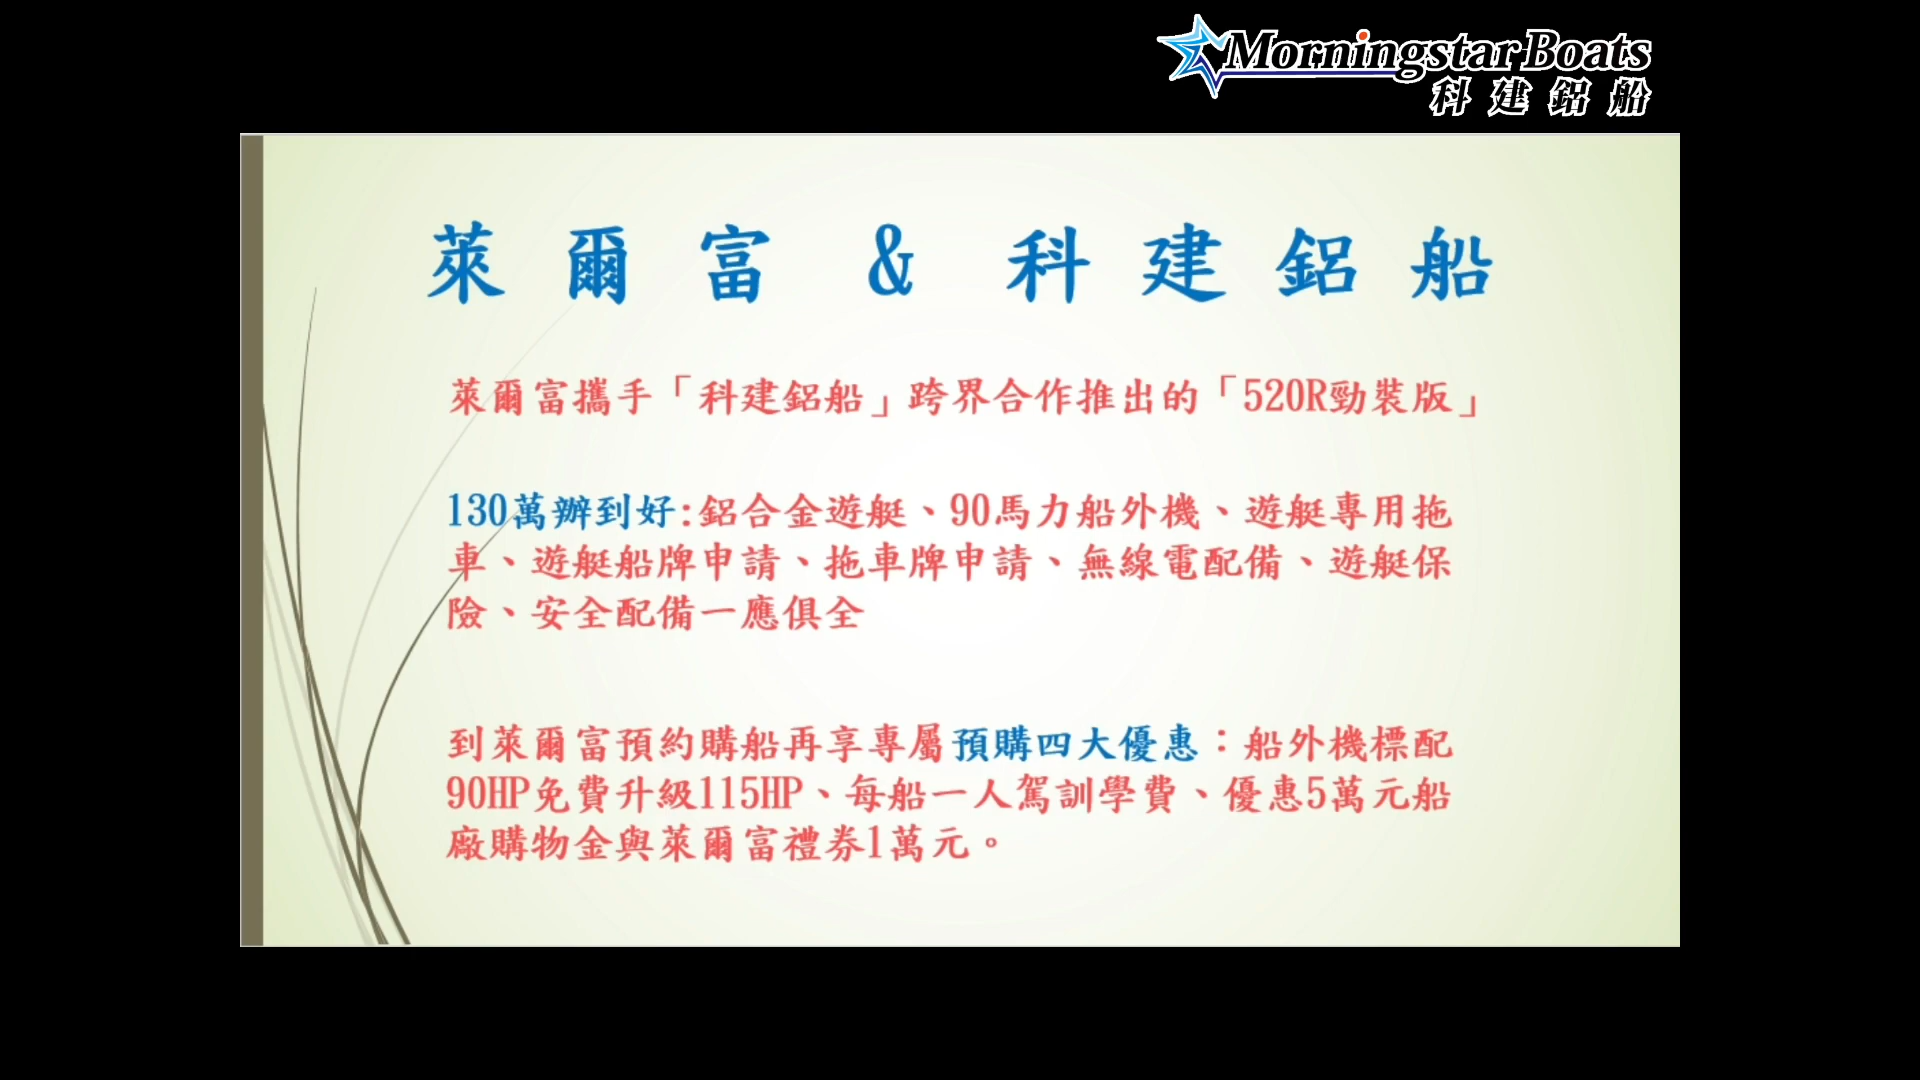 Morningstar Boats
科建鋁船
萊爾富 & 科建鋁船
萊爾富攜手「科建鋁船」跨界合作推出的「520R勁裝版」
130萬辦到好:鋁合金遊艇、90馬力船外機、遊艇專用拖
車、遊艇船牌申請、拖車牌申請、無線電配備、遊艇保
險、安全配備一應俱全
到萊爾富預約購船再享專屬預購四大優惠：船外機標配
90HP免費升級115HP、每船一人駕訓學費、優惠5萬元船
廠購物金與萊爾富禮券1萬元。